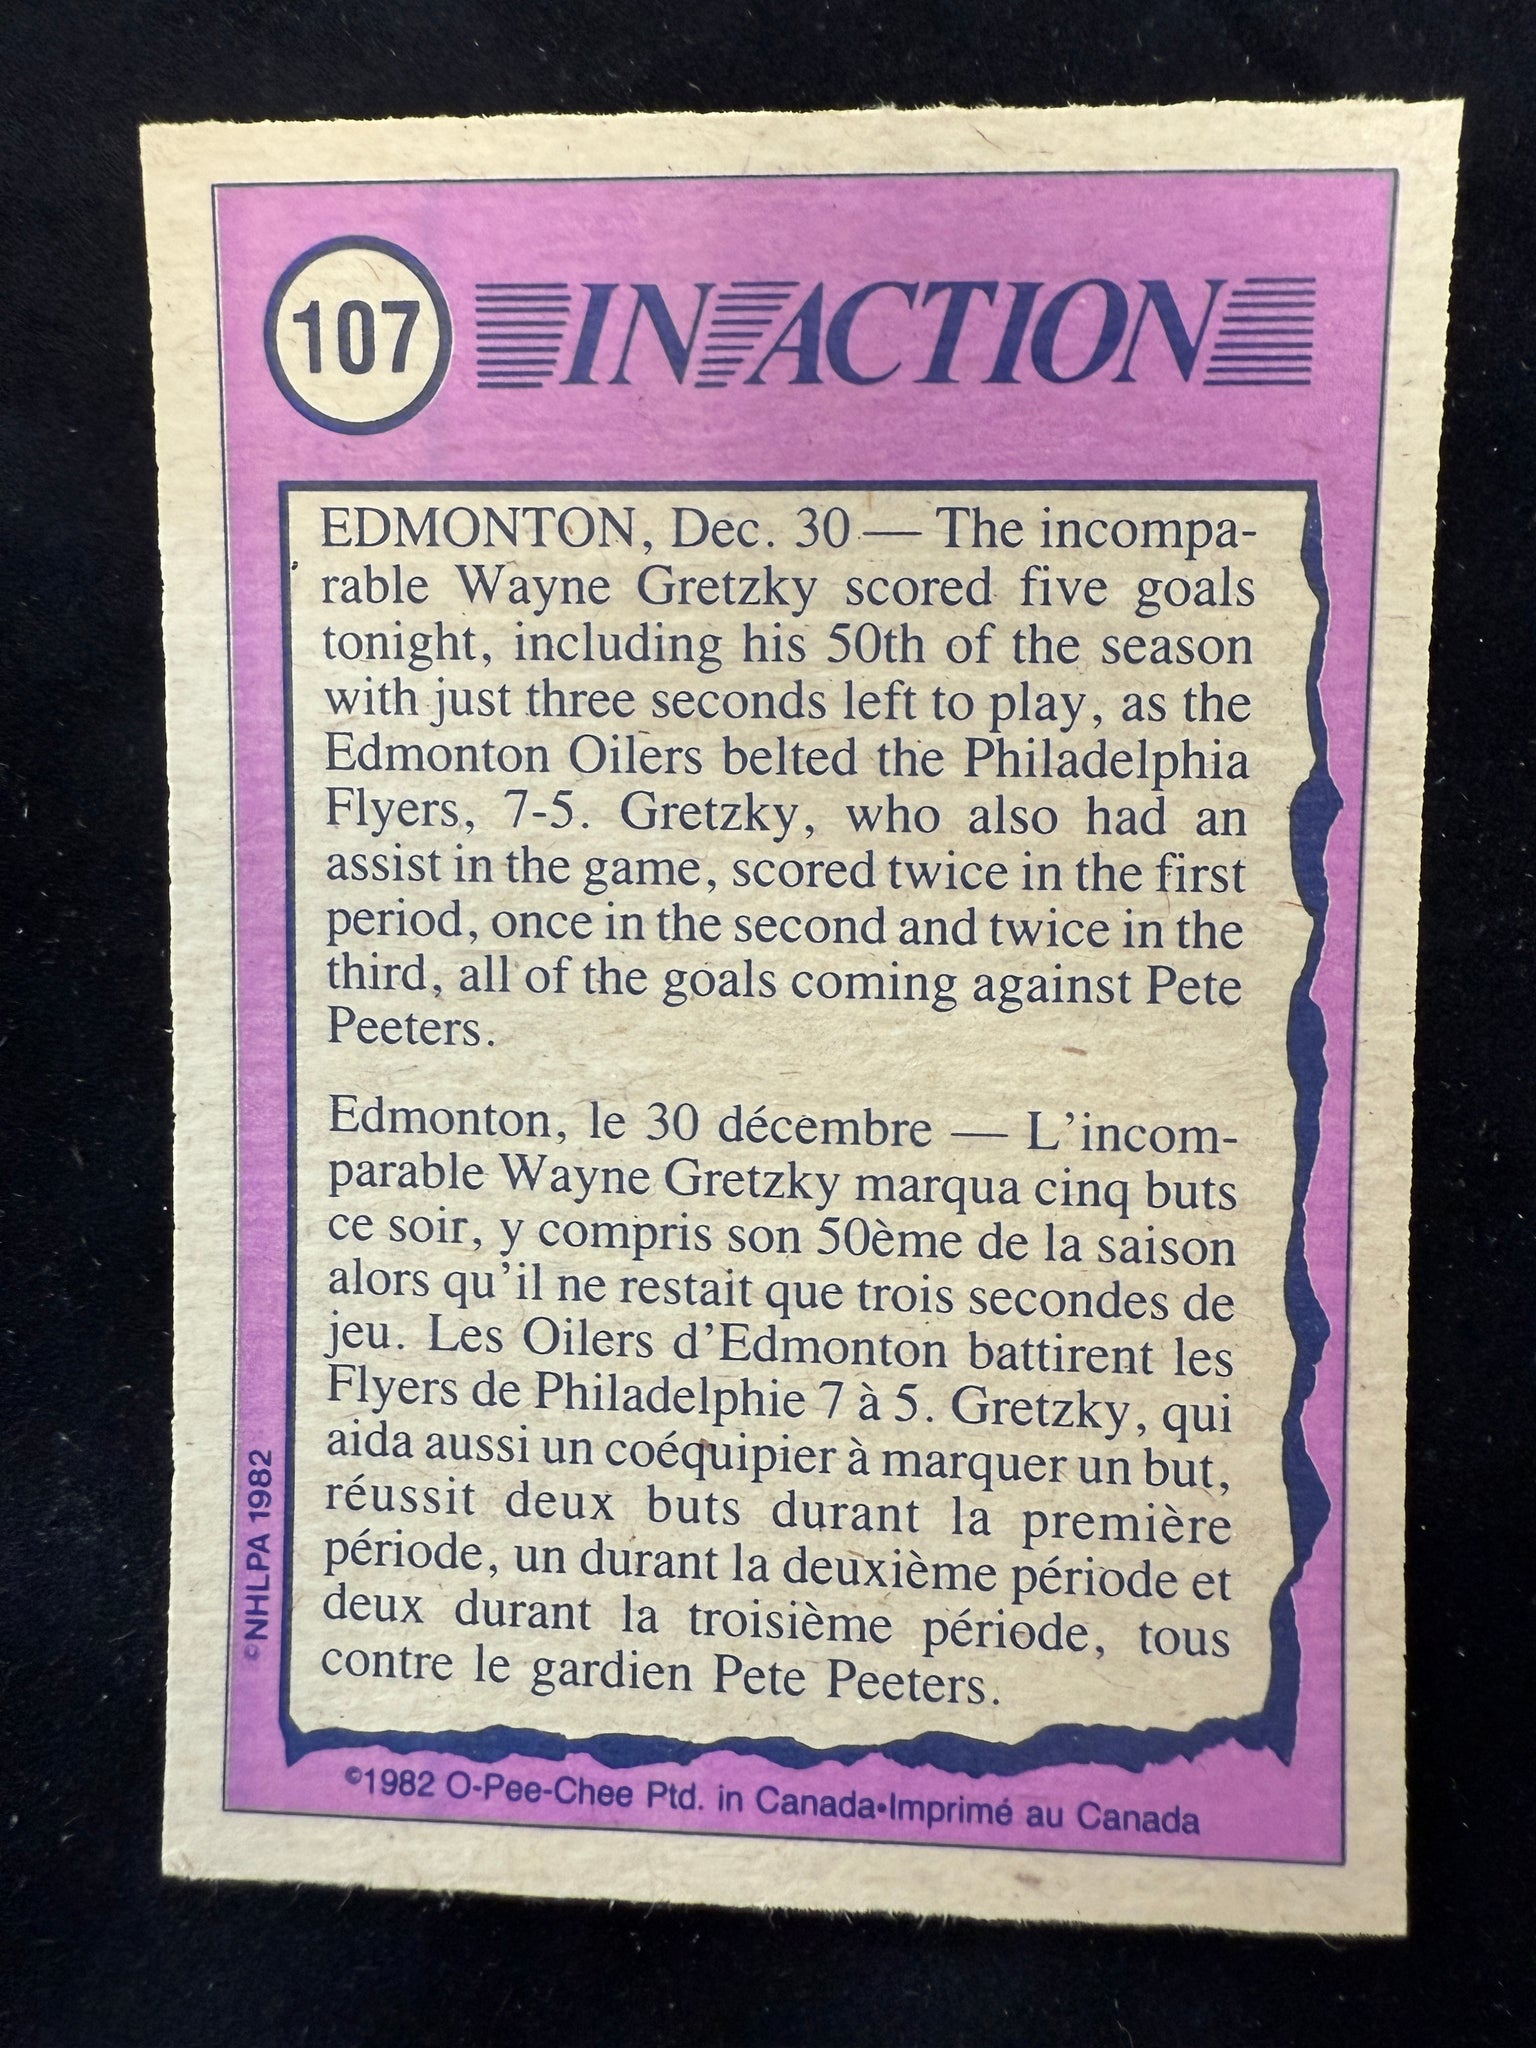 107
IN ACTION
EDMONTON, Dec. 30 — The incompa-
rable Wayne Gretzky scored five goals
tonight, including his 50th of the season
with just three seconds left to play, as the
Edmonton Oilers belted the Philadelphia
Flyers, 7-5. Gretzky, who also had an
assist in the game, scored twice in the first
period, once in the second and twice in the
third, all of the goals coming against Pete
Peeters.
Edmonton, le 30 décembre — L'incom-
parable Wayne Gretzky marqua cinq buts
ce soir, y compris son 50ème de la saison
alors qu'il ne restait que trois secondes de
jeu. Les Oilers d'Edmonton battirent les
Flyers de Philadelphie 7 à 5. Gretzky, qui
aida aussi un coéquipier à marquer un but,
réussit deux buts durant la première
période, un durant la deuxième période et
deux durant la troisième période, tous
contre le gardien Pete Peeters.
©NHLPA 1982
©1982 O-Pee-Chee Ptd. in Canada•Imprimé au Canada